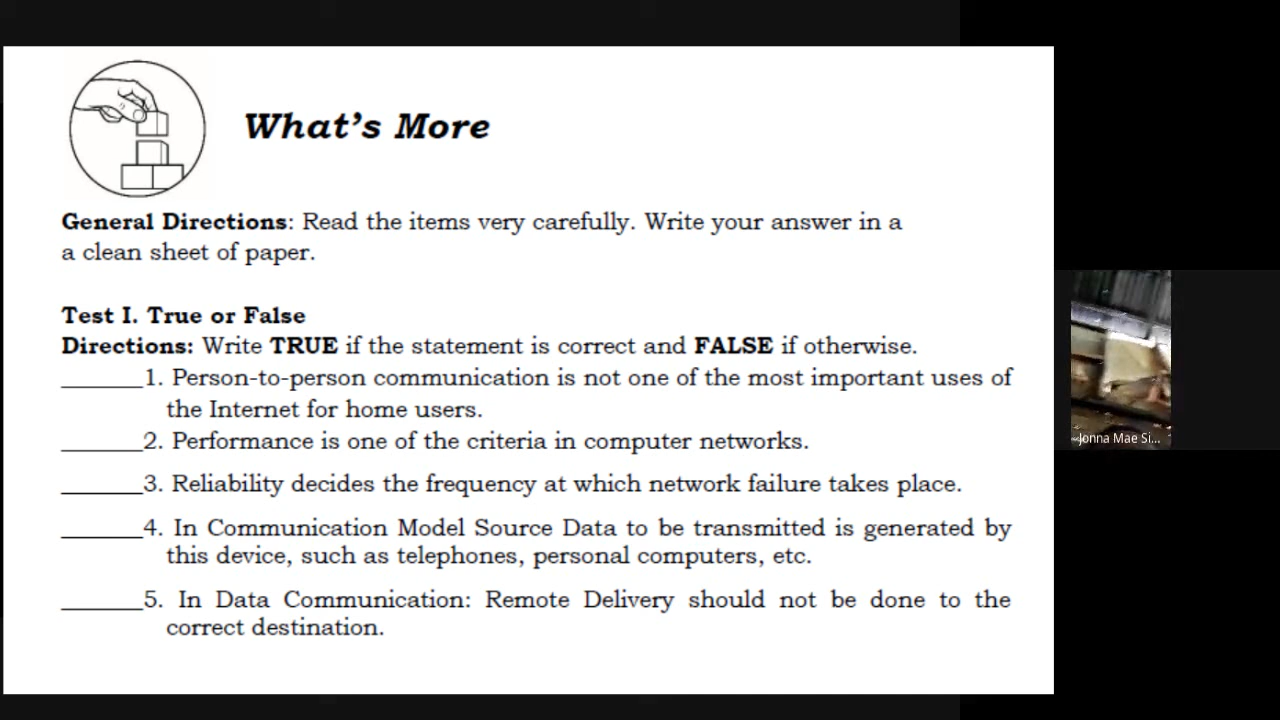 What's More
General Directions: Read the items very carefully. Write your answer in a
a clean sheet of paper.
Test I. True or False
Directions: Write TRUE if the statement is correct and FALSE if otherwise.
______1. Person-to-person communication is not one of the most important uses of
the Internet for home users.
______2. Performance is one of the criteria in computer networks.
______3. Reliability decides the frequency at which network failure takes place.
______4. In Communication Model Source Data to be transmitted is generated by
this device, such as telephones, personal computers, etc.
______5. In Data Communication: Remote Delivery should not be done to the
correct destination.
Jonna Mae Si...